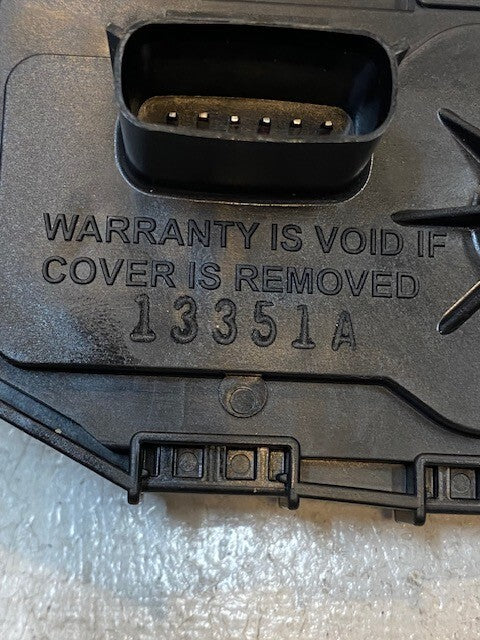 WARRANTY IS VOID IF
COVER IS REMOVED
13351A